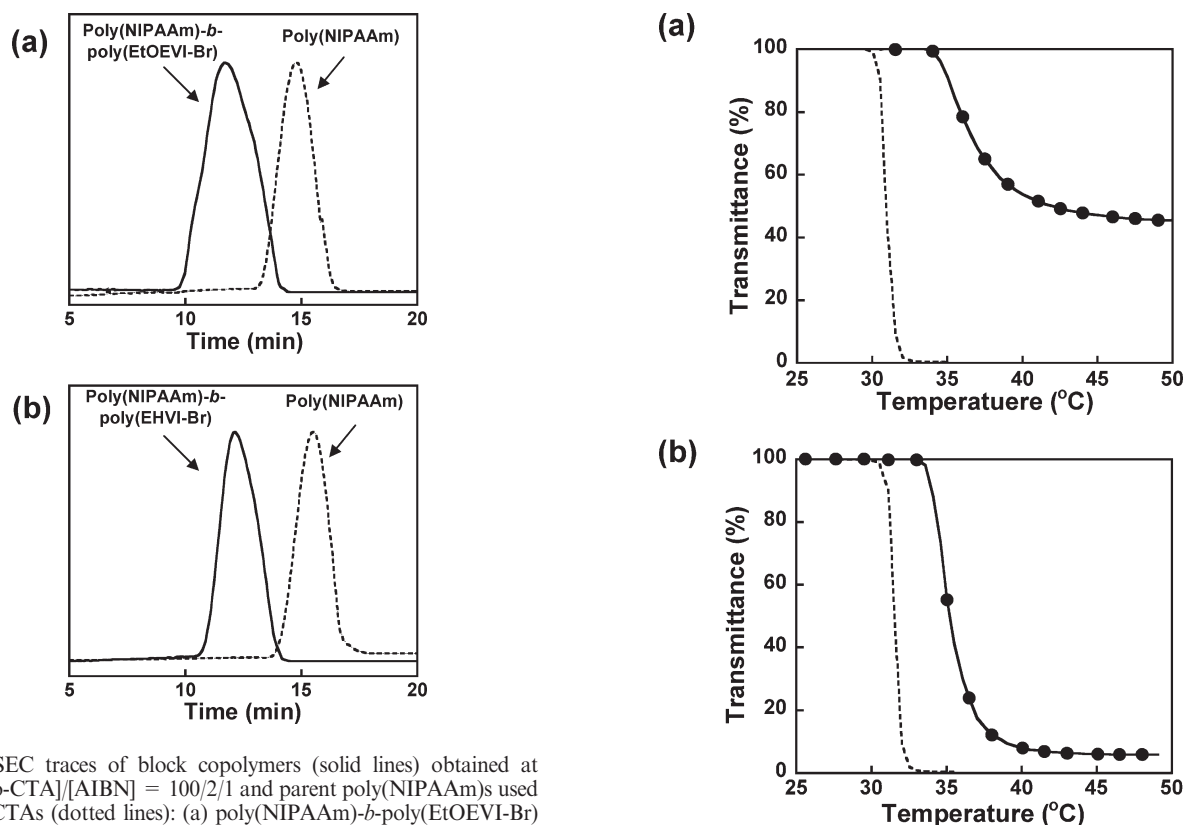 (a)
Poly(NIPAAm)-b-
poly(EtOEVI-Br)
Poly(NIPAAm)
5 10 15 20
Time (min)
(b)
Poly(NIPAAm)-b-
poly(EHVI-Br)
Poly(NIPAAm)
5 10 15 20
Time (min)
SEC traces of block copolymers (solid lines) obtained at
-CTA]/[AIBN] = 100/2/1 and parent poly(NIPAAm)s used
CTAs (dotted lines): (a) poly(NIPAAm)-b-poly(EtOEVI-Br)
(a)
Transmittance (%)
100
80
60
40
20
0
25 30 35 40 45 50
Temperatuere (°C)
(b)
Transmittance (%)
100
80
60
40
20
0
25 30 35 40 45 50
Temperature (°C)